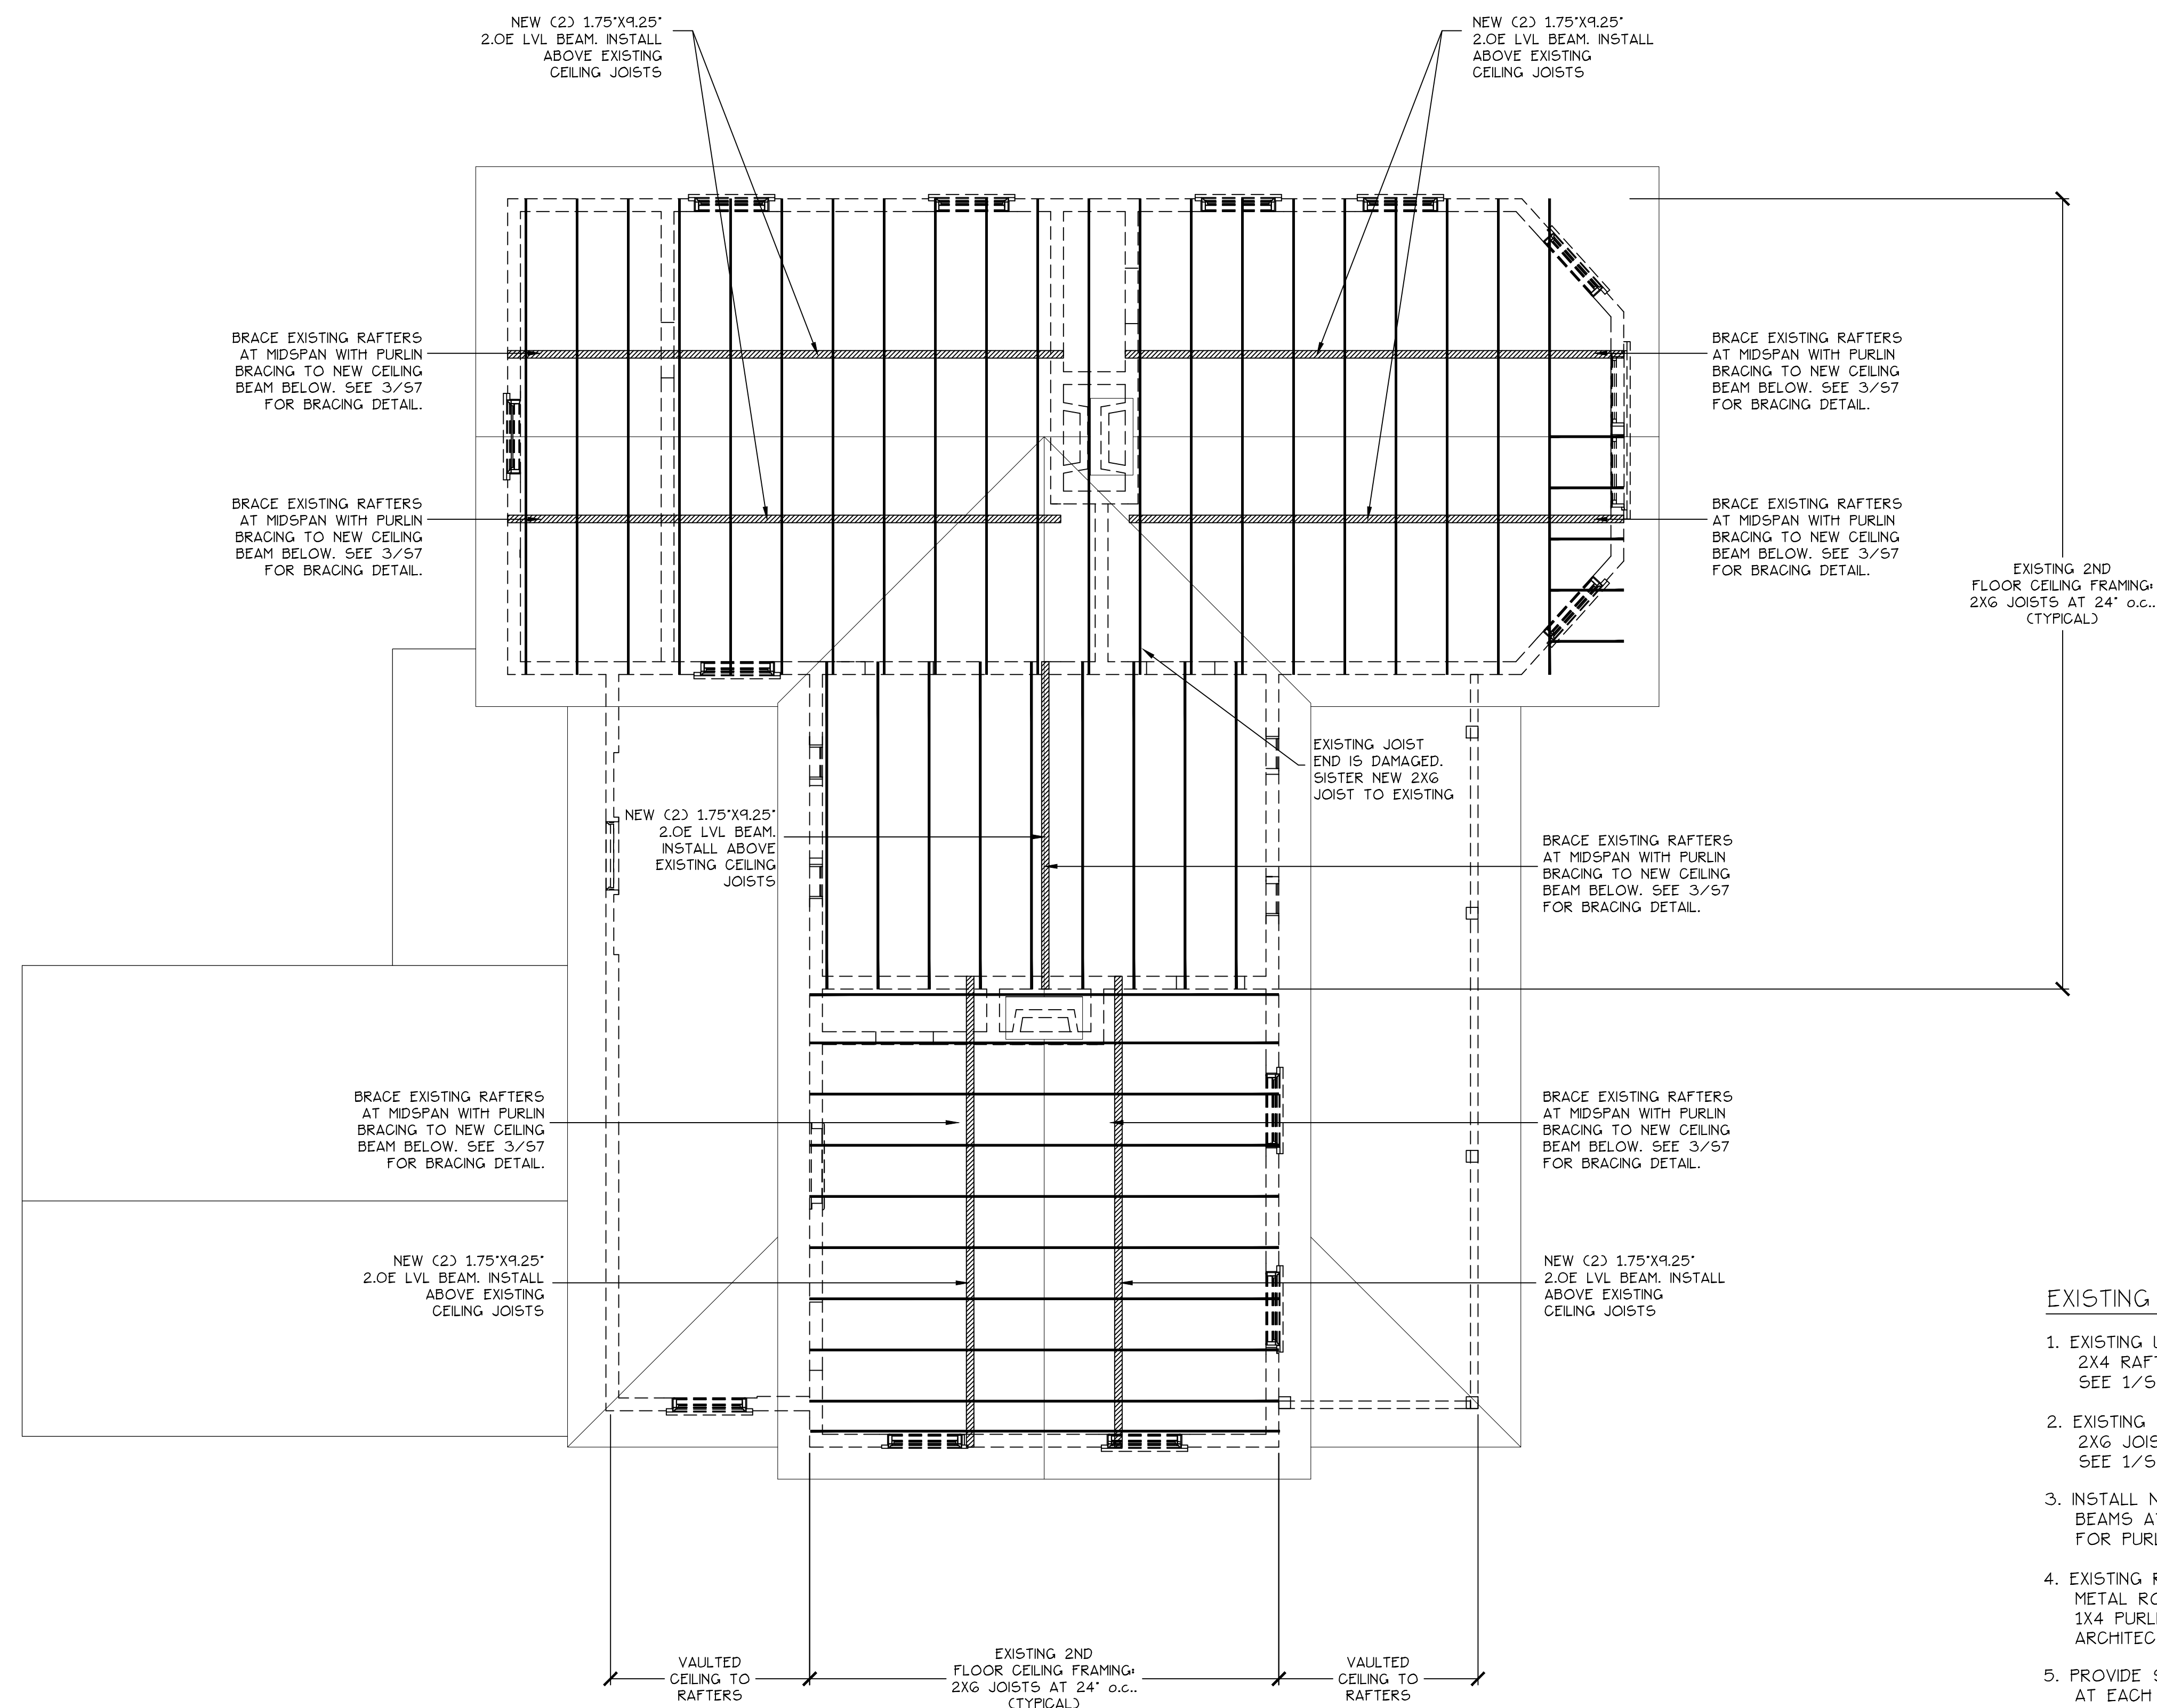 NEW (2) 1.75"X9.25"
2.0E LVL BEAM. INSTALL
ABOVE EXISTING
CEILING JOISTS
NEW (2) 1.75"X9.25"
2.0E LVL BEAM. INSTALL
ABOVE EXISTING
CEILING JOISTS
BRACE EXISTING RAFTERS
AT MIDSPAN WITH PURLIN
BRACING TO NEW CEILING
BEAM BELOW. SEE 3/S7
FOR BRACING DETAIL.
BRACE EXISTING RAFTERS
AT MIDSPAN WITH PURLIN
BRACING TO NEW CEILING
BEAM BELOW. SEE 3/S7
FOR BRACING DETAIL.
BRACE EXISTING RAFTERS
AT MIDSPAN WITH PURLIN
BRACING TO NEW CEILING
BEAM BELOW. SEE 3/S7
FOR BRACING DETAIL.
BRACE EXISTING RAFTERS
AT MIDSPAN WITH PURLIN
BRACING TO NEW CEILING
BEAM BELOW. SEE 3/S7
FOR BRACING DETAIL.
EXISTING 2ND
FLOOR CEILING FRAMING:
2X6 JOISTS AT 24" o.c..
(TYPICAL)
EXISTING JOIST
END IS DAMAGED.
SISTER NEW 2X6
JOIST TO EXISTING
NEW (2) 1.75"X9.25"
2.0E LVL BEAM.
INSTALL ABOVE
EXISTING CEILING
JOISTS
BRACE EXISTING RAFTERS
AT MIDSPAN WITH PURLIN
BRACING TO NEW CEILING
BEAM BELOW. SEE 3/S7
FOR BRACING DETAIL.
BRACE EXISTING RAFTERS
AT MIDSPAN WITH PURLIN
BRACING TO NEW CEILING
BEAM BELOW. SEE 3/S7
FOR BRACING DETAIL.
BRACE EXISTING RAFTERS
AT MIDSPAN WITH PURLIN
BRACING TO NEW CEILING
BEAM BELOW. SEE 3/S7
FOR BRACING DETAIL.
NEW (2) 1.75"X9.25"
2.0E LVL BEAM. INSTALL
ABOVE EXISTING
CEILING JOISTS
NEW (2) 1.75"X9.25"
2.0E LVL BEAM. INSTALL
ABOVE EXISTING
CEILING JOISTS
VAULTED
CEILING TO
RAFTERS
EXISTING 2ND
FLOOR CEILING FRAMING:
2X6 JOISTS AT 24" o.c..
(TYPICAL)
VAULTED
CEILING TO
RAFTERS
EXISTING
1. EXISTING
2X4
SEE
2. EXISTING
2X6
SEE
3. INSTALL
BEAMS
FOR
4. EXISTING
METAL
1X4
5. PROVIDE
AT EACH